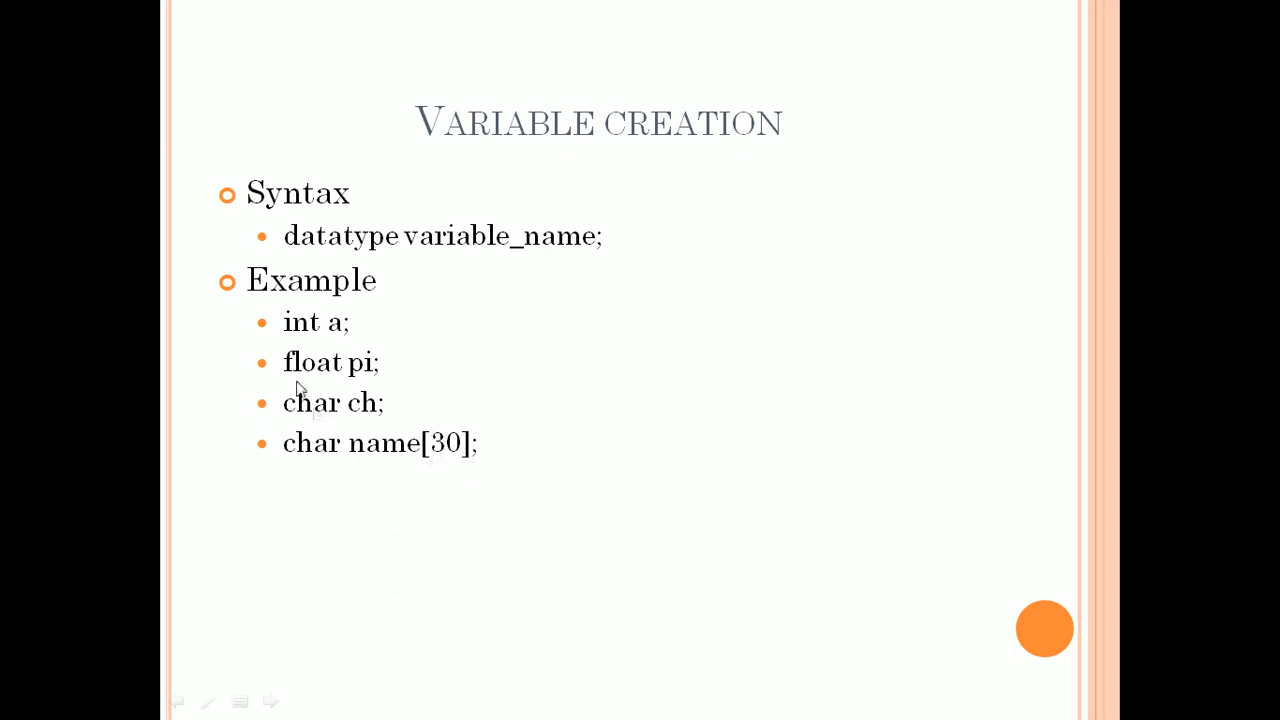 VARIABLE CREATION
Syntax
datatype variable_name;
Example
int a;
float pi;
char ch;
char name[30];